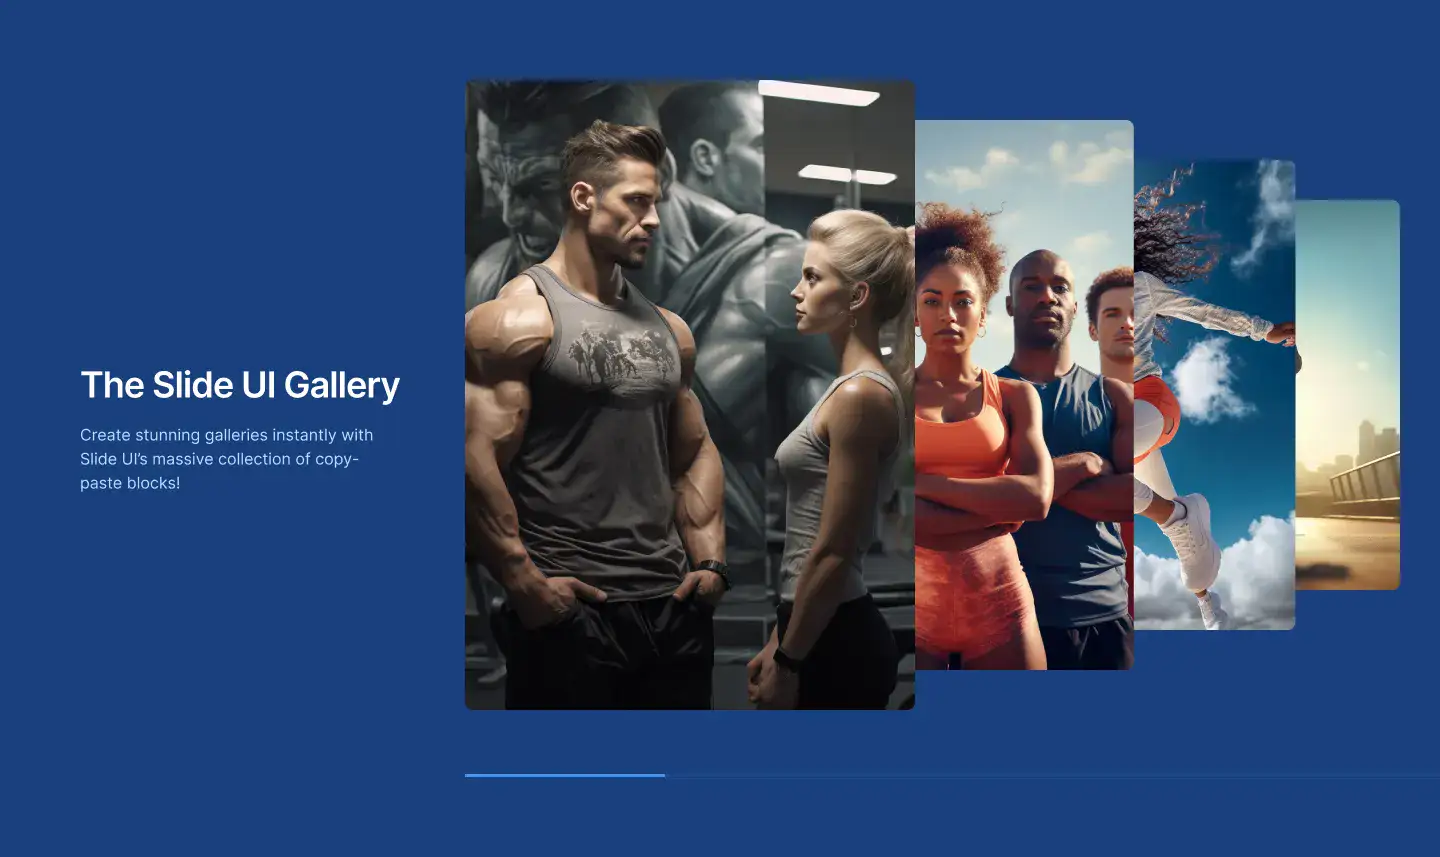 The Slide UI Gallery
Create stunning galleries instantly with
Slide UI's massive collection of copy-
paste blocks!